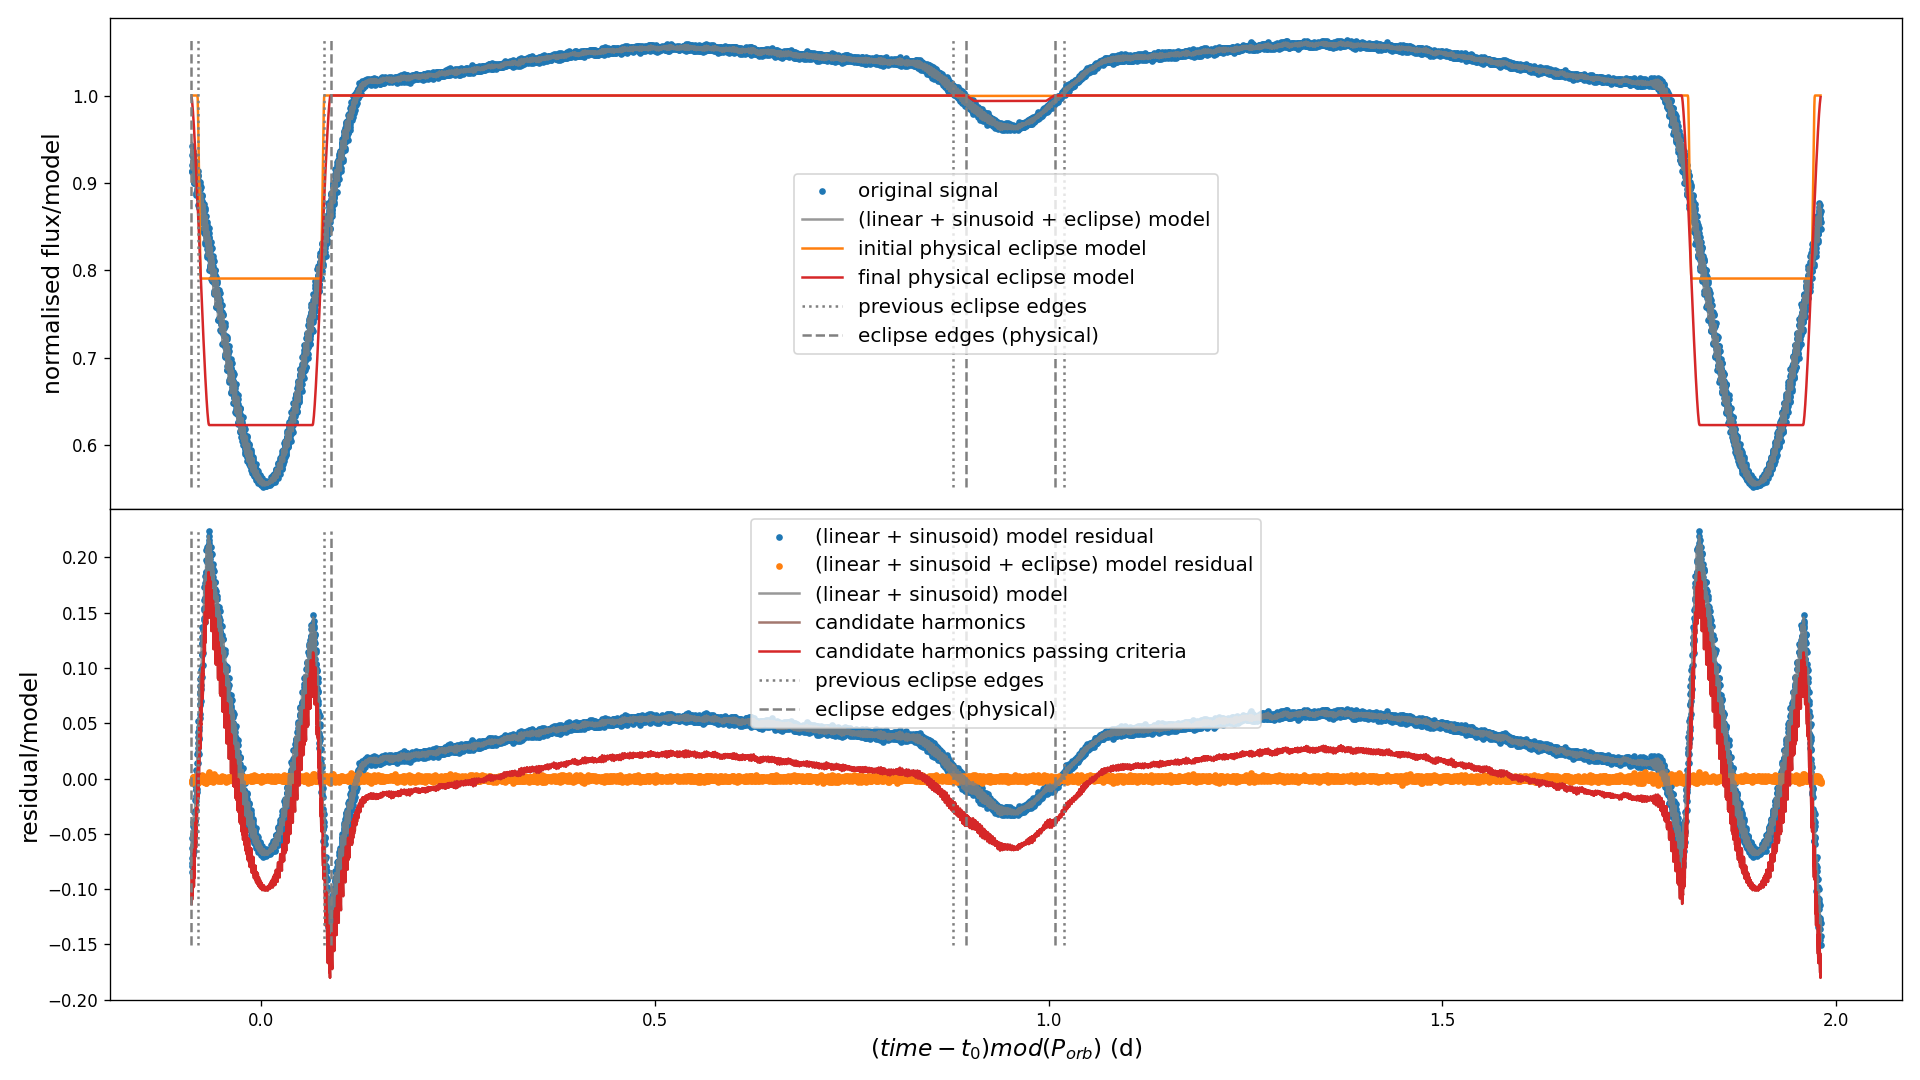 1.0
0.9
0.8
0.7
0.6
normalised flux/model
original signal
(linear + sinusoid + eclipse) model
initial physical eclipse model
final physical eclipse model
previous eclipse edges
eclipse edges (physical)
0.20
0.15
0.10
0.05
0.00
−0.05
−0.10
−0.15
−0.20
residual/model
(linear + sinusoid) model residual
(linear + sinusoid + eclipse) model residual
(linear + sinusoid) model
candidate harmonics
candidate harmonics passing criteria
previous eclipse edges
eclipse edges (physical)
0.0 0.5 1.0 1.5 2.0
(time − t₀)mod(Pₒᵣb) (d)